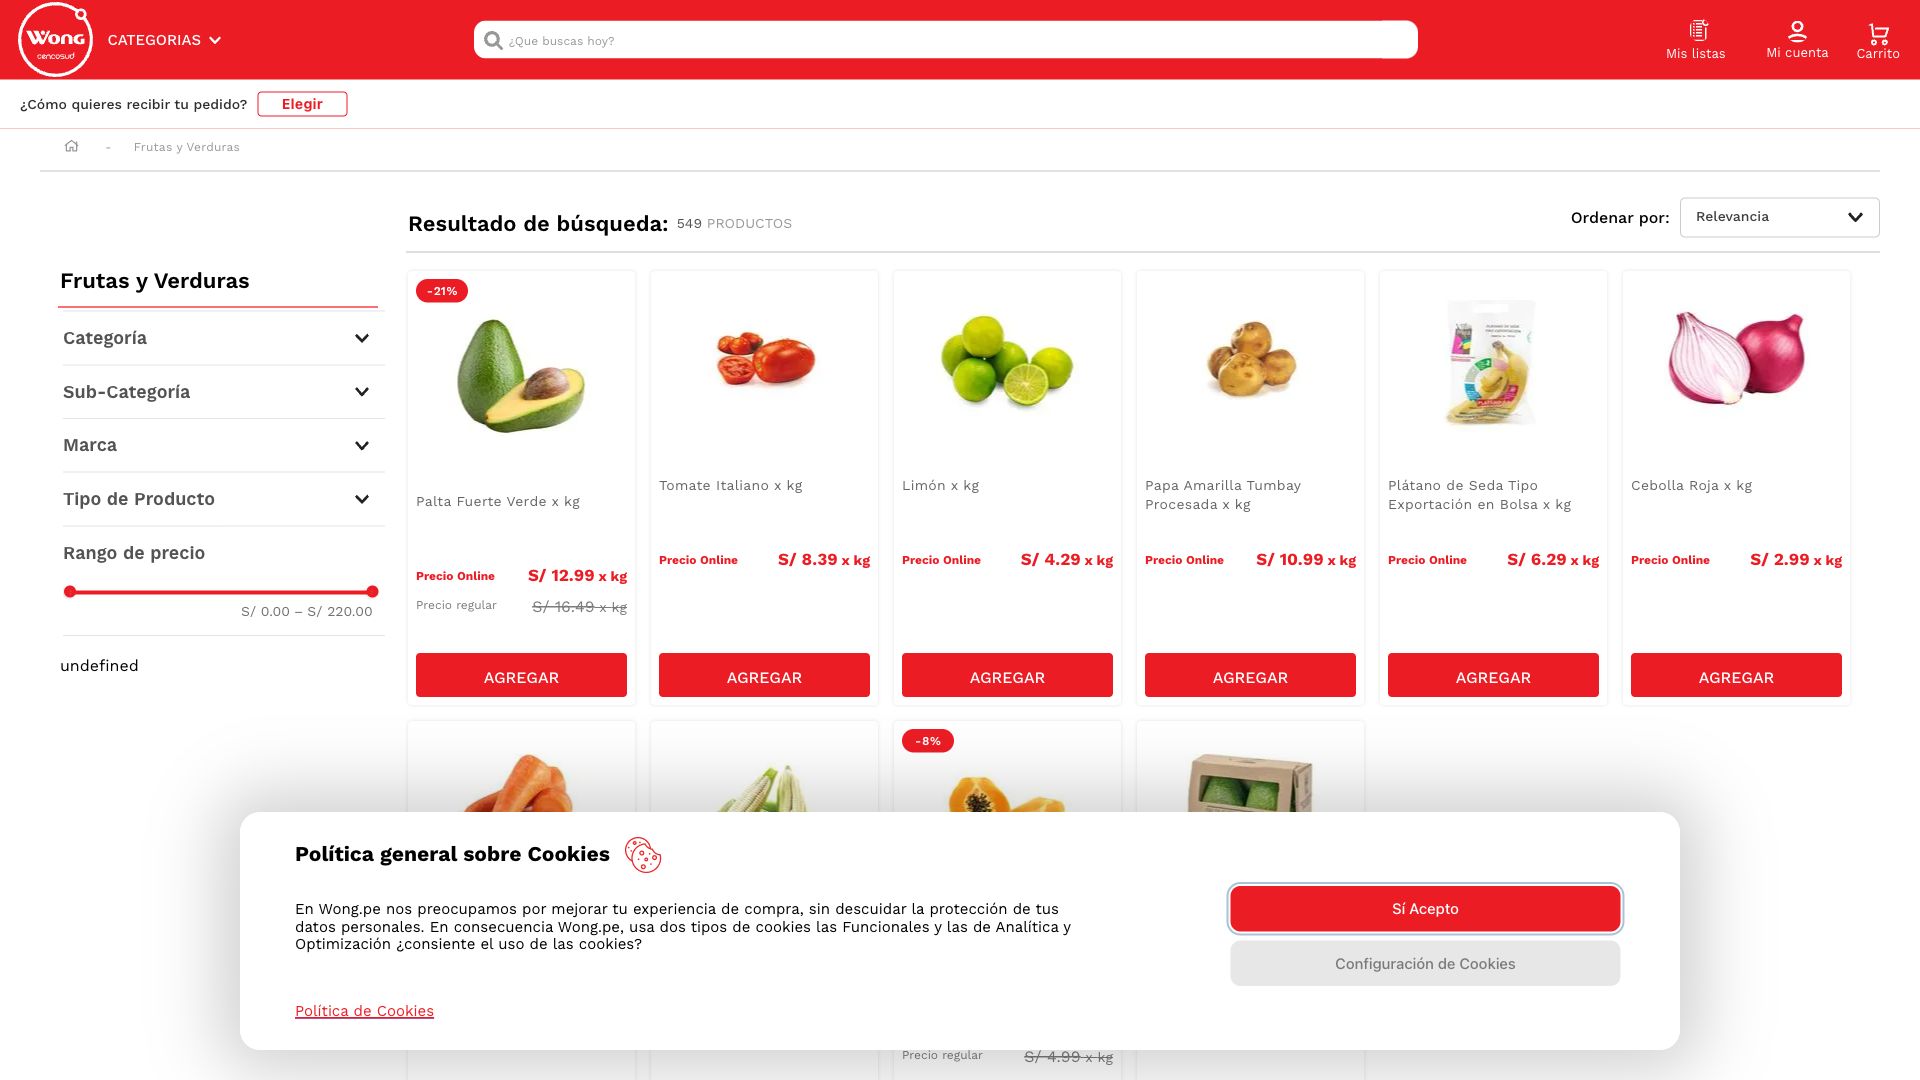 Wong
cencosud
CATEGORIAS
¿Que buscas hoy?
Mis listas
Mi cuenta
Carrito
¿Cómo quieres recibir tu pedido?
Elegir
- Frutas y Verduras
Resultado de búsqueda: 549 PRODUCTOS
Ordenar por: Relevancia
Frutas y Verduras
Categoría
Sub-Categoría
Marca
Tipo de Producto
Rango de precio
S/ 0.00 – S/ 220.00
undefined
-21%
Palta Fuerte Verde x kg
Precio Online S/ 12.99 x kg
Precio regular S/ 16.49 x kg
AGREGAR
Tomate Italiano x kg
Precio Online S/ 8.39 x kg
AGREGAR
Limón x kg
Precio Online S/ 4.29 x kg
AGREGAR
Papa Amarilla Tumbay
Procesada x kg
Precio Online S/ 10.99 x kg
AGREGAR
Plátano de Seda Tipo
Exportación en Bolsa x kg
Precio Online S/ 6.29 x kg
AGREGAR
Cebolla Roja x kg
Precio Online S/ 2.99 x kg
AGREGAR
-8%
Política general sobre Cookies
En Wong.pe nos preocupamos por mejorar tu experiencia de compra, sin descuidar la protección de tus
datos personales. En consecuencia Wong.pe, usa dos tipos de cookies las Funcionales y las de Analítica y
Optimización ¿consiente el uso de las cookies?
Política de Cookies
Sí Acepto
Configuración de Cookies
Precio regular S/ 4.99 x kg